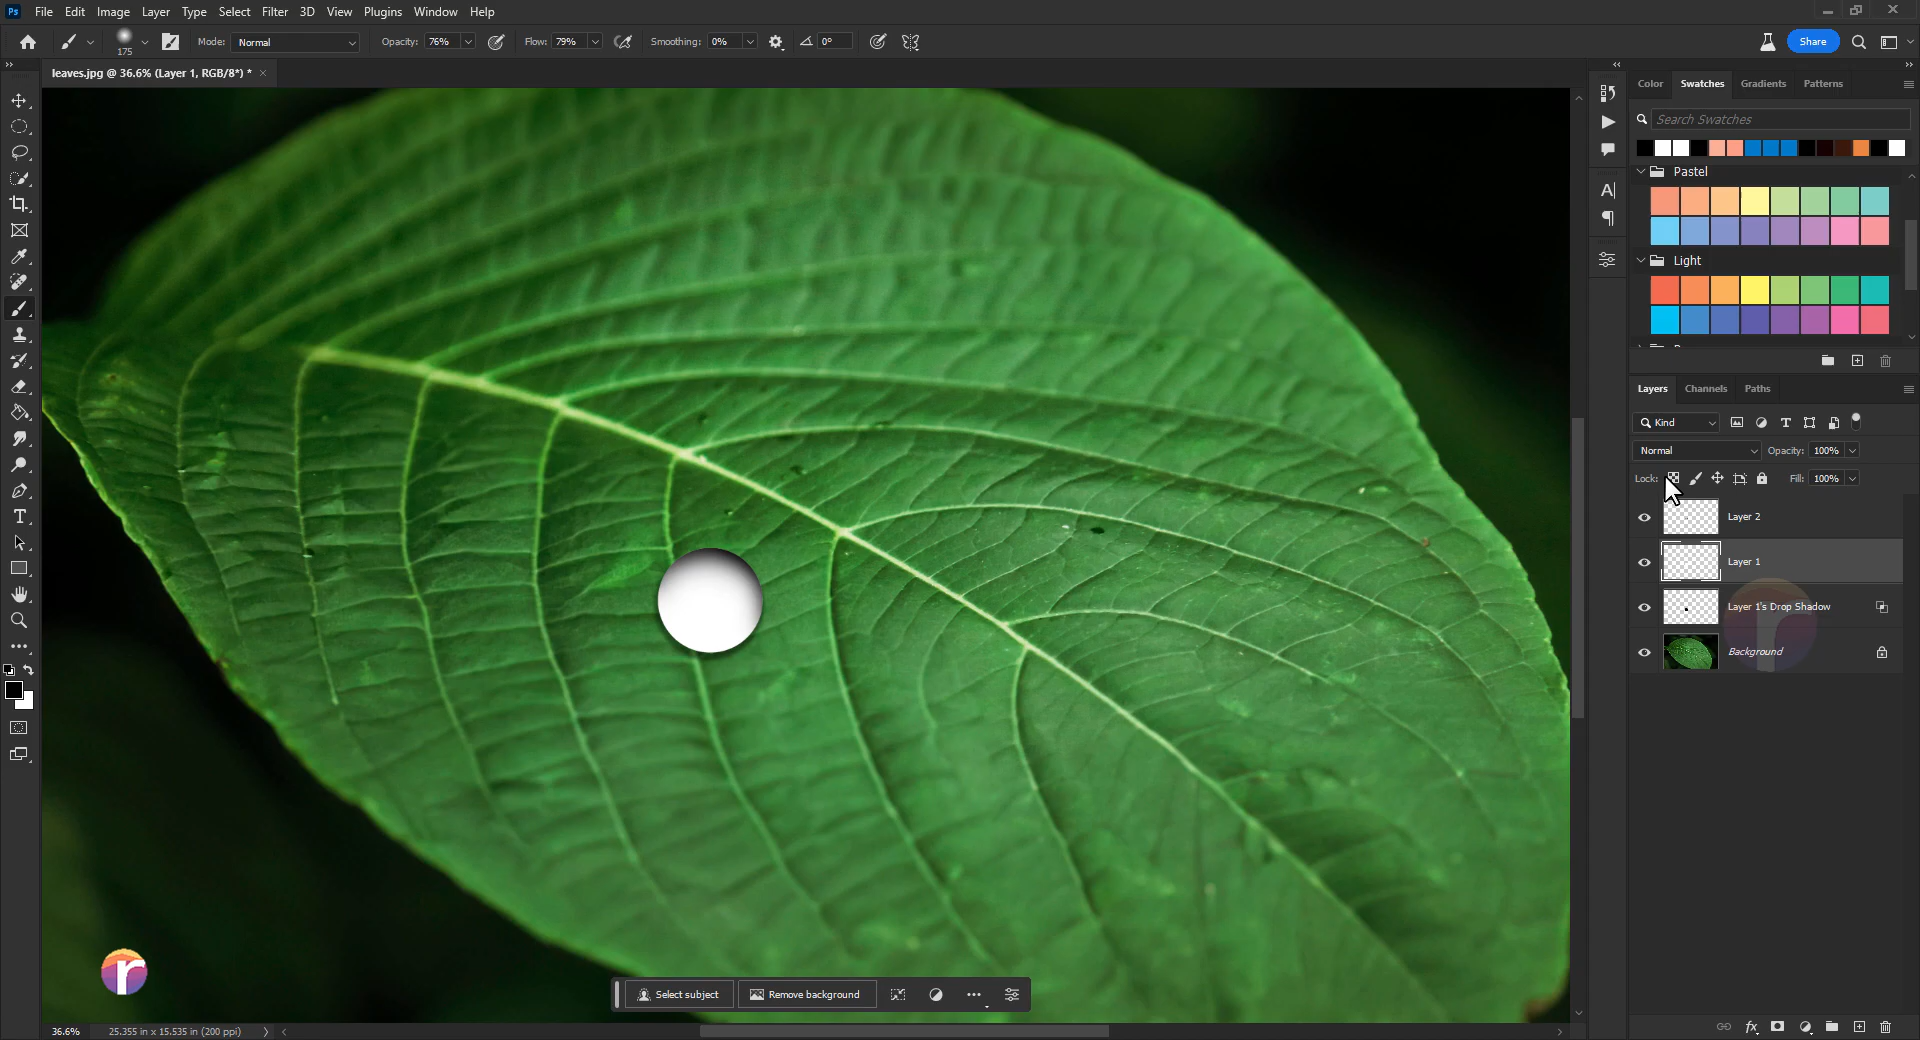 Ps File Edit Image Layer Type Select Filter 3D View Plugins Window Help
175 Mode: Normal Opacity: 76% Flow: 79% Smoothing: 0% 0° Share
leaves.jpg @ 36.6% (Layer 1, RGB/8*) *
Color Swatches Gradients Patterns
Search Swatches
Pastel
Light
Layers Channels Paths
Kind
Normal Opacity: 100%
Lock: Fill: 100%
Layer 2
Layer 1
Layer 1's Drop Shadow
Background
r
Select subject Remove background
36.6% 25.355 in x 15.535 in (200 ppi)